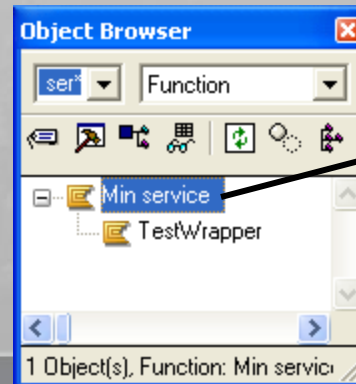 Object Browser
ser* Function
Min service
TestWrapper
1 Object(s), Function: Min servic